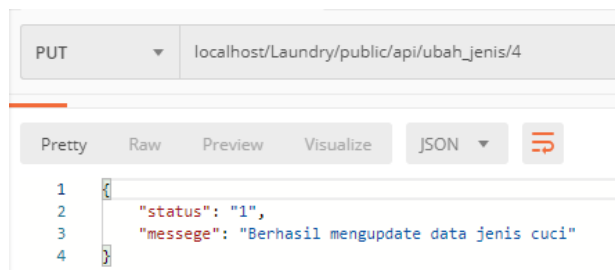 PUT localhost/Laundry/public/api/ubah_jenis/4
Pretty Raw Preview Visualize JSON
1 {
2 "status": "1",
3 "messege": "Berhasil mengupdate data jenis cuci"
4 }